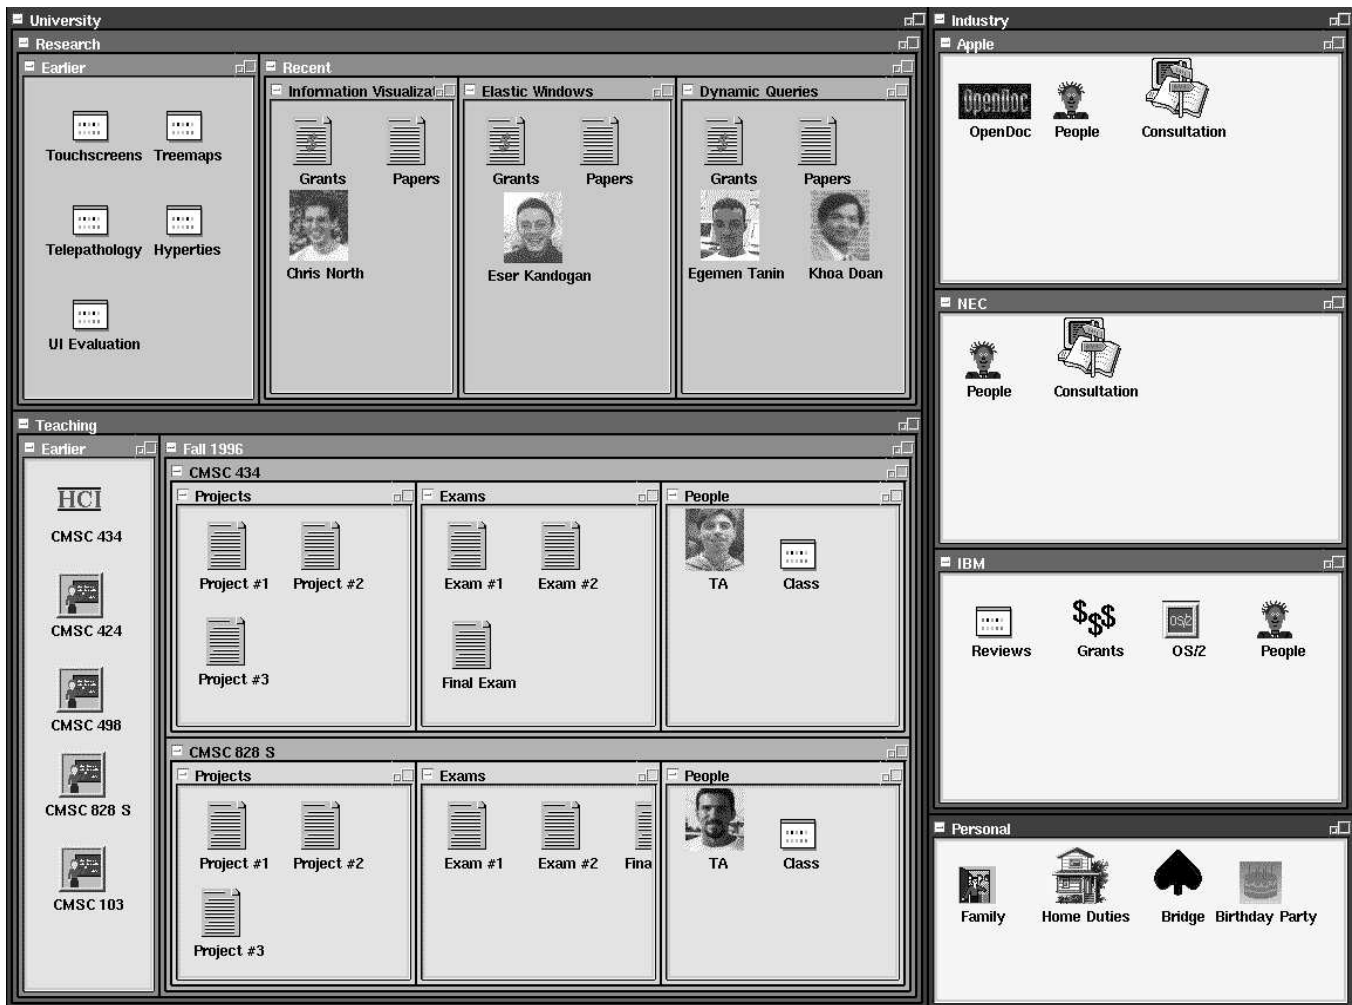 University
Research
Earlier
Touchscreens Treemaps
Telepathology Hyperties
UI Evaluation
Recent
Information Visualizat
Grants Papers
Chris North
Elastic Windows
Grants Papers
Eser Kandogan
Dynamic Queries
Grants Papers
Egemen Tanin Khoa Doan
Teaching
Earlier
HCI
CMSC 434
CMSC 424
CMSC 498
CMSC 828 S
CMSC 103
Fall 1996
CMSC 434
Projects
Project #1 Project #2
Project #3
Exams
Exam #1 Exam #2
Final Exam
People
TA Class
CMSC 828 S
Projects
Project #1 Project #2
Project #3
Exams
Exam #1 Exam #2 Fina
People
TA Class
Industry
Apple
OpenDoc
OpenDoc People Consultation
NEC
People Consultation
IBM
$$$
OS/2
Reviews Grants OS/2 People
Personal
Family Home Duties Bridge Birthday Party